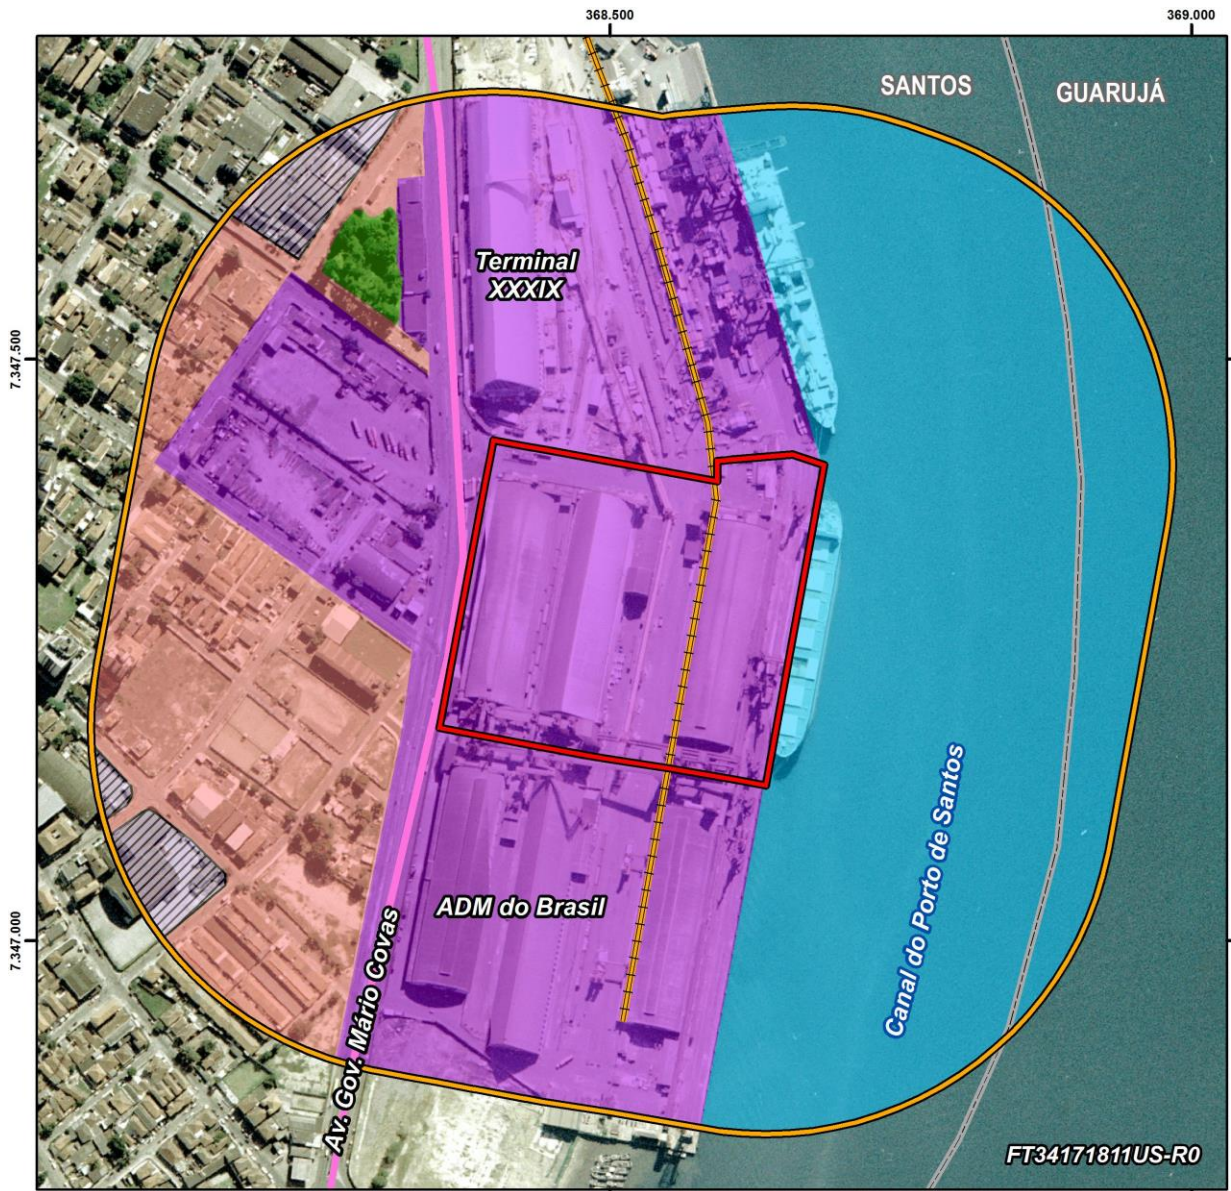 368.500
369.000
SANTOS
GUARUJÁ
Terminal
XXXIX
7.347.500
ADM do Brasil
7.347.000
Av. Gov. Mário Covas
Canal do Porto de Santos
FT34171811US-R0